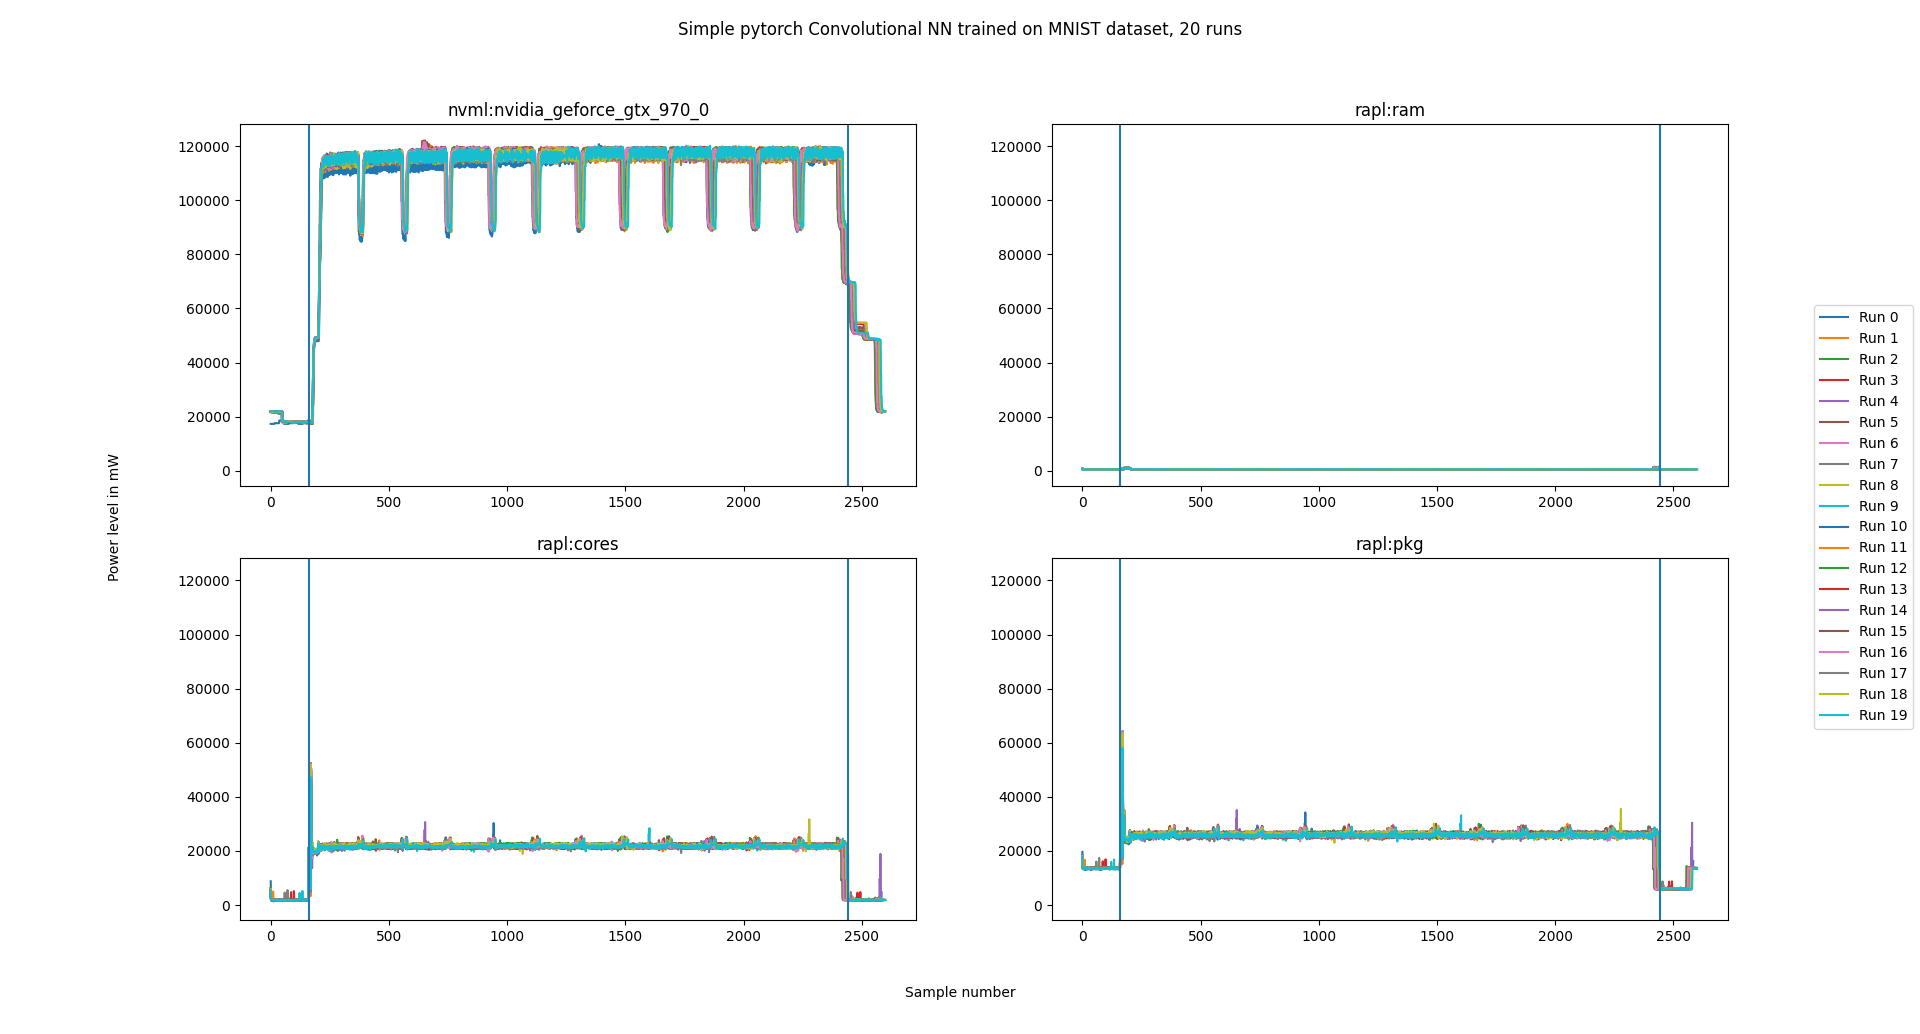 Simple pytorch Convolutional NN trained on MNIST dataset, 20 runs
nvml:nvidia_geforce_gtx_970_0
120000
100000
80000
60000
40000
20000
0
0 500 1000 1500 2000 2500
rapl:ram
120000
100000
80000
60000
40000
20000
0
0 500 1000 1500 2000 2500
Power level in mW
rapl:cores
120000
100000
80000
60000
40000
20000
0
0 500 1000 1500 2000 2500
rapl:pkg
120000
100000
80000
60000
40000
20000
0
0 500 1000 1500 2000 2500
Sample number
Run 0
Run 1
Run 2
Run 3
Run 4
Run 5
Run 6
Run 7
Run 8
Run 9
Run 10
Run 11
Run 12
Run 13
Run 14
Run 15
Run 16
Run 17
Run 18
Run 19